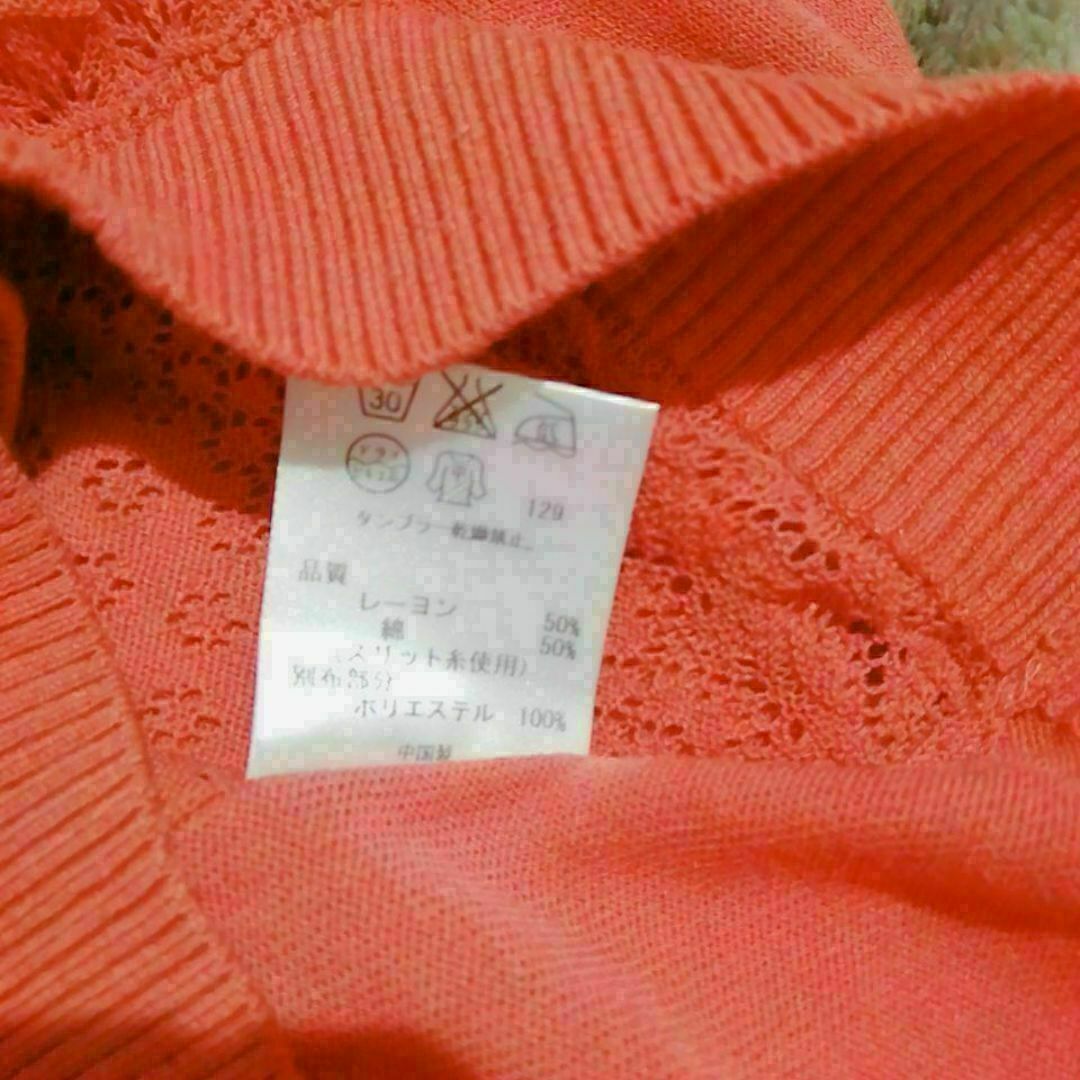 30
129
タンブラー乾燥禁止。
品質
レーヨン 50%
綿 50%
(スリット糸使用)
別布部分
ポリエステル 100%
中国製